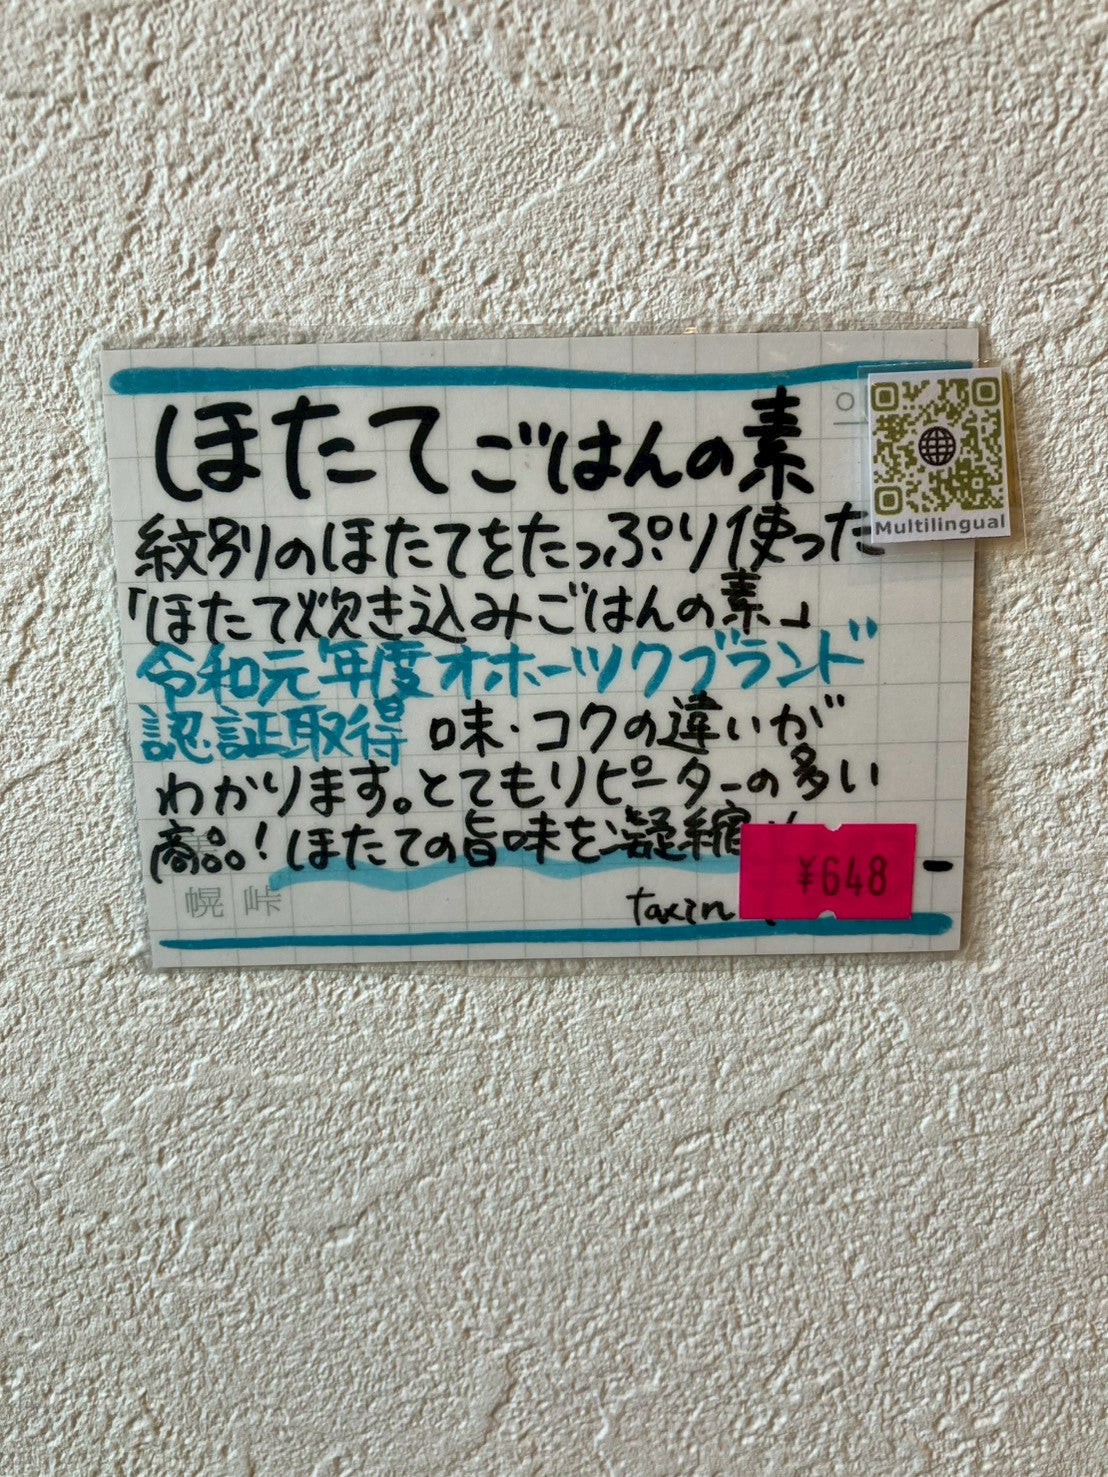 ほたてごはんの素
Multilingual
紋別のほたてをたっぷり使った
「ほたて炊き込みごはんの素」
令和元年度オホーツクブランド
認証取得 味・コクの違いが
わかります。とてもリピーターの多い
商品!ほたての旨味を凝縮
¥648
幌 峠
taxin